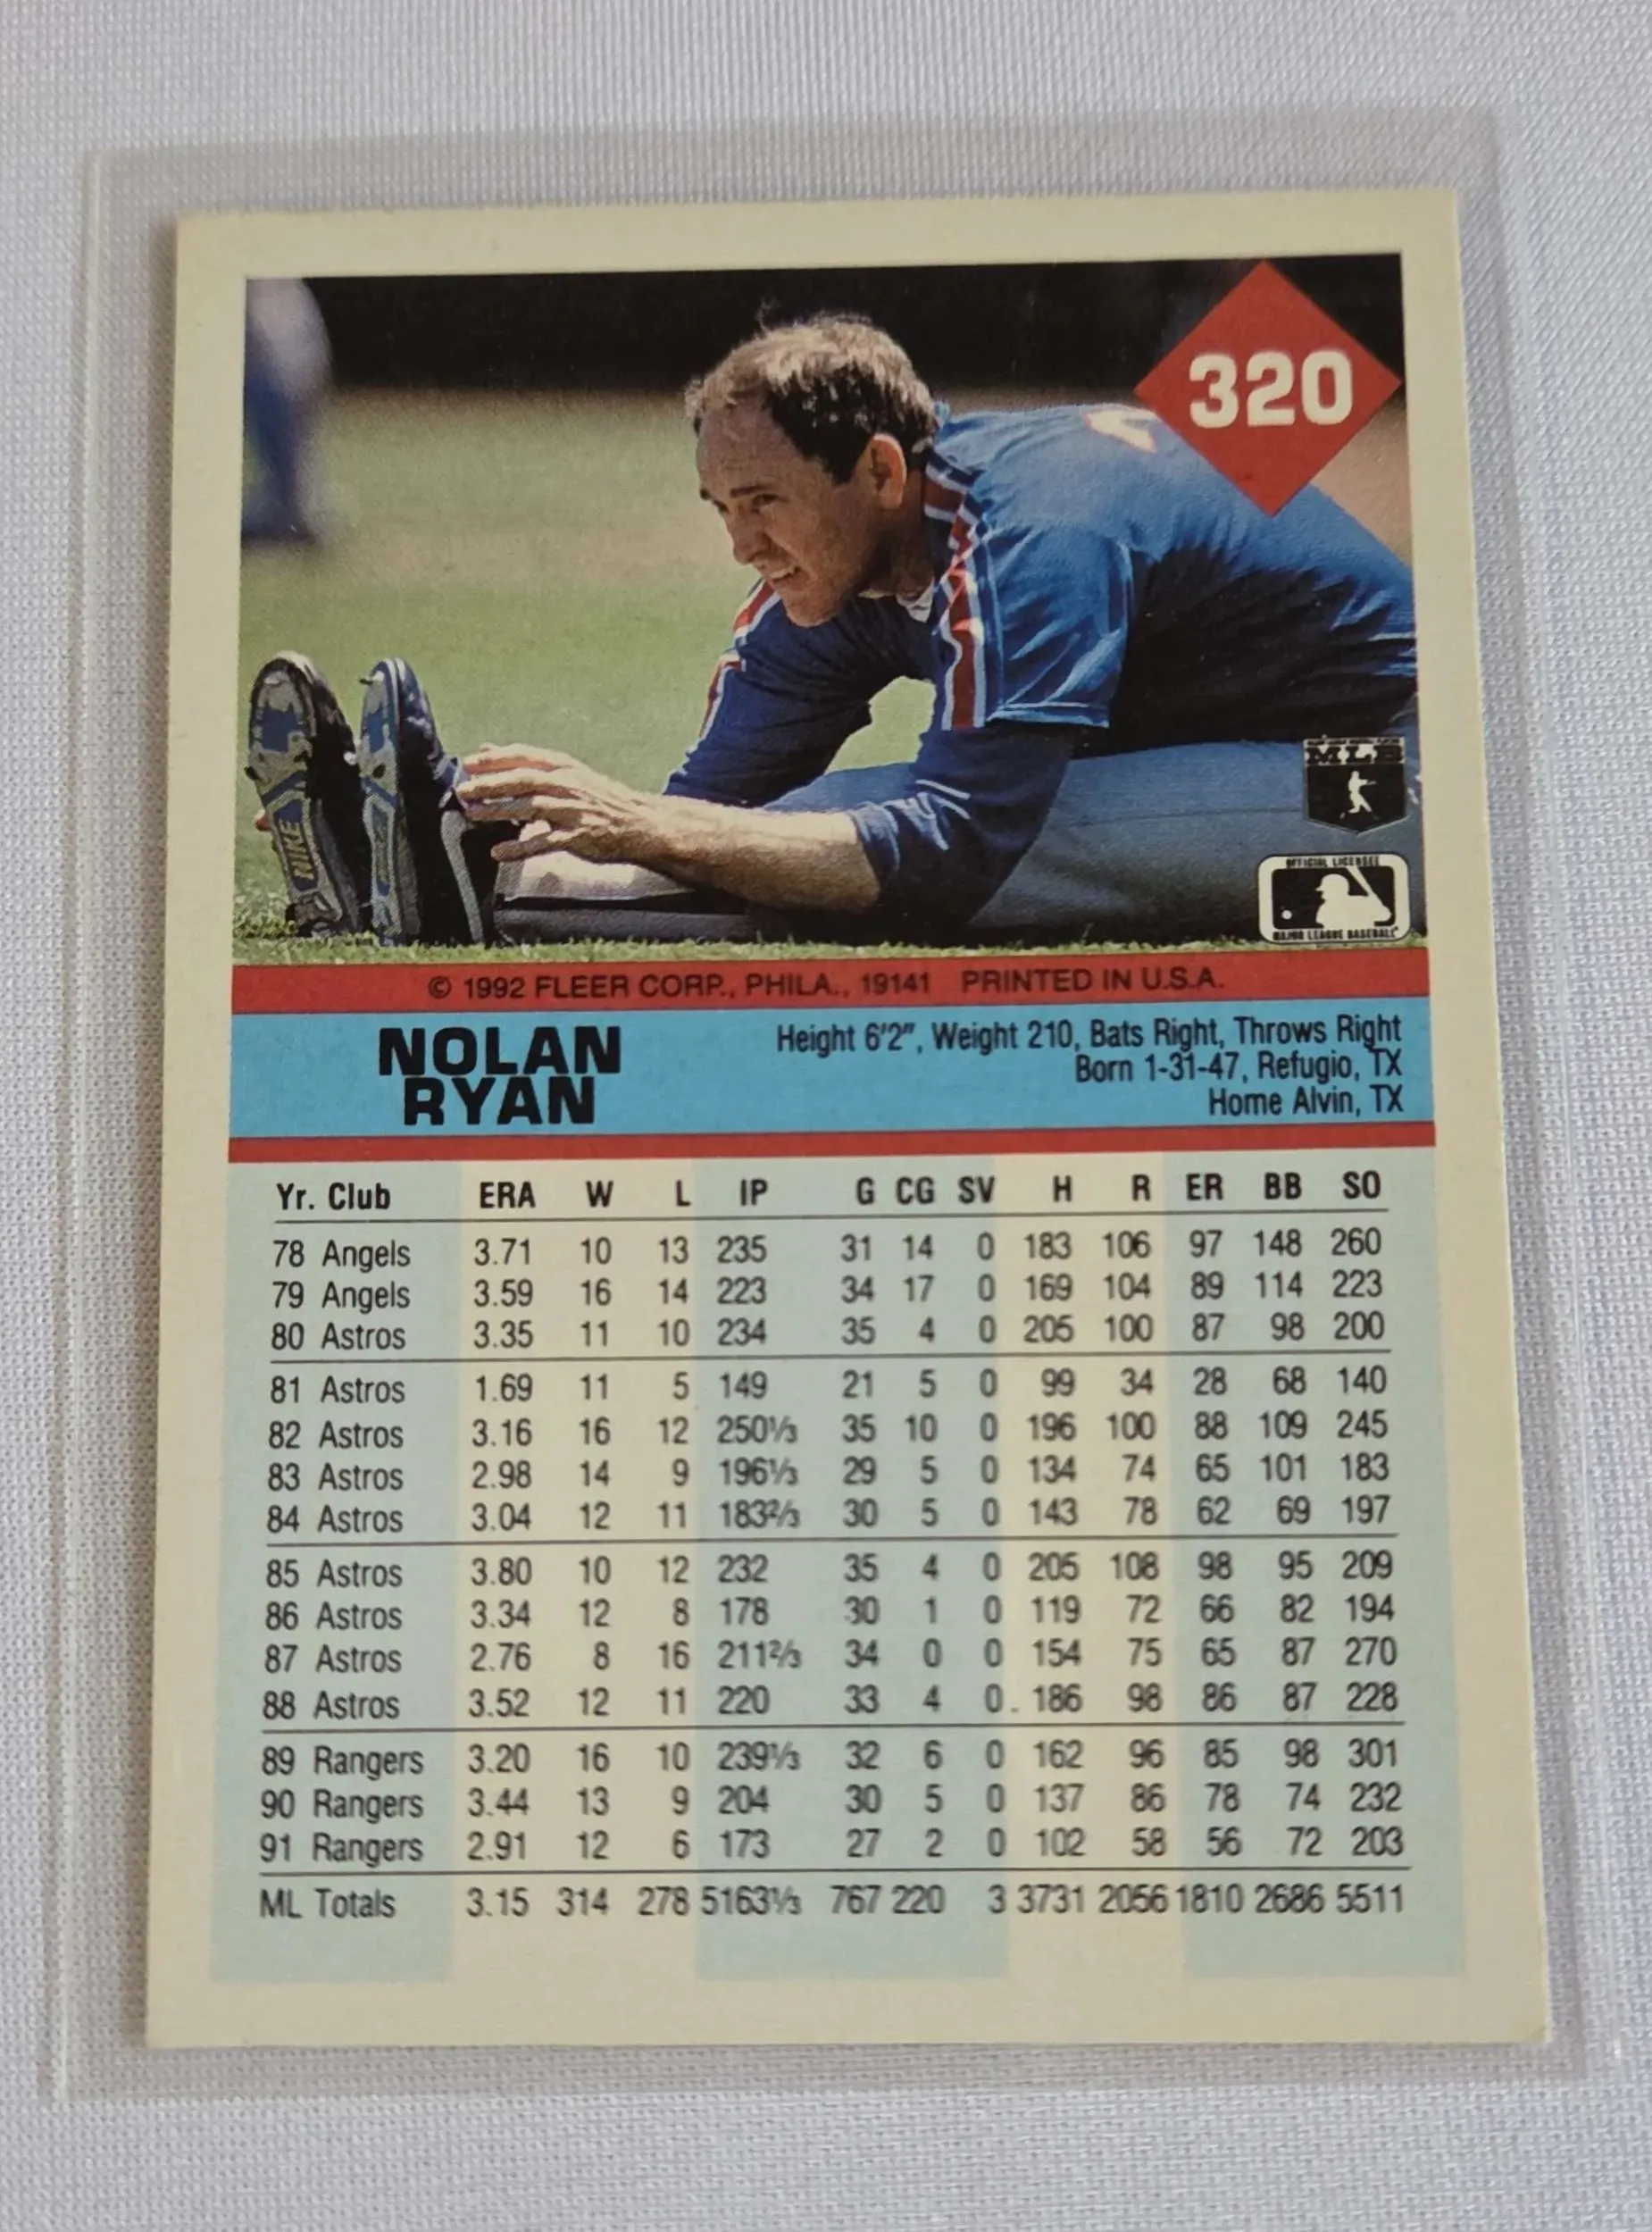 320
NIKE
MLB
OFFICIAL LICENSEE
MAJOR LEAGUE BASEBALL
© 1992 FLEER CORP., PHILA., 19141 PRINTED IN U.S.A.
NOLAN
RYAN
Height 6'2", Weight 210, Bats Right, Throws Right
Born 1-31-47, Refugio, TX
Home Alvin, TX
Yr. Club ERA W L IP G CG SV H R ER BB SO
78 Angels 3.71 10 13 235 31 14 0 183 106 97 148 260
79 Angels 3.59 16 14 223 34 17 0 169 104 89 114 223
80 Astros 3.35 11 10 234 35 4 0 205 100 87 98 200
81 Astros 1.69 11 5 149 21 5 0 99 34 28 68 140
82 Astros 3.16 16 12 250⅓ 35 10 0 196 100 88 109 245
83 Astros 2.98 14 9 196⅓ 29 5 0 134 74 65 101 183
84 Astros 3.04 12 11 183⅔ 30 5 0 143 78 62 69 197
85 Astros 3.80 10 12 232 35 4 0 205 108 98 95 209
86 Astros 3.34 12 8 178 30 1 0 119 72 66 82 194
87 Astros 2.76 8 16 211⅔ 34 0 0 154 75 65 87 270
88 Astros 3.52 12 11 220 33 4 0 186 98 86 87 228
89 Rangers 3.20 16 10 239⅓ 32 6 0 162 96 85 98 301
90 Rangers 3.44 13 9 204 30 5 0 137 86 78 74 232
91 Rangers 2.91 12 6 173 27 2 0 102 58 56 72 203
ML Totals 3.15 314 278 5163⅓ 767 220 3 3731 2056 1810 2686 5511